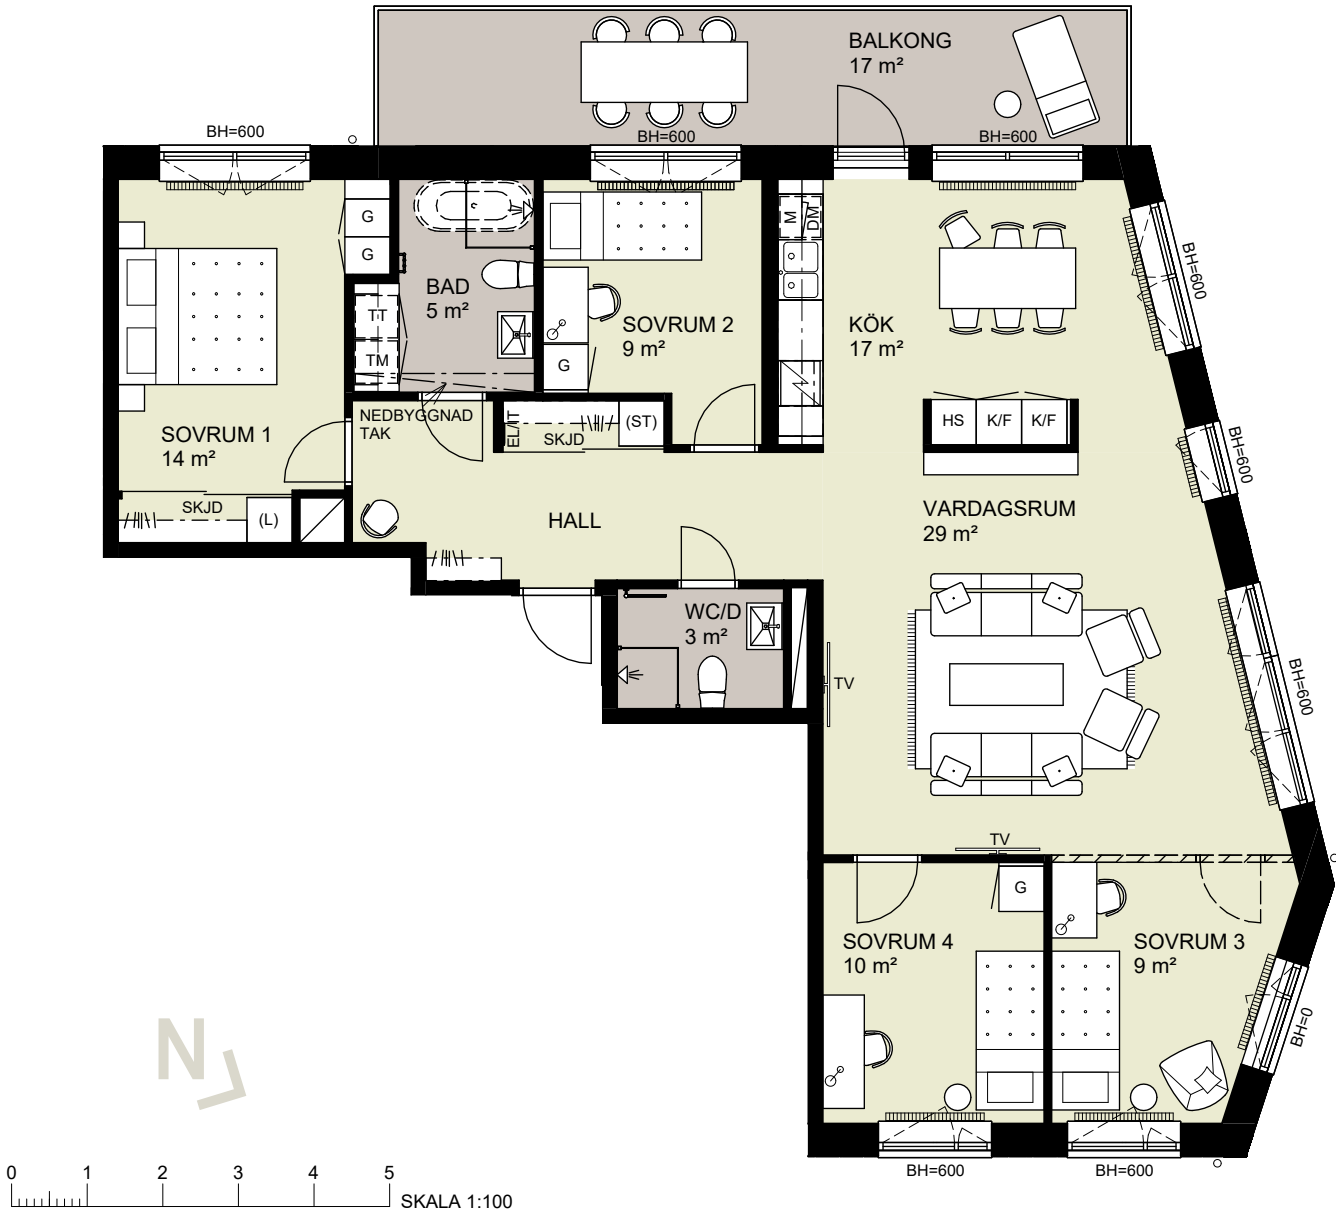 BALKONG
17 m²
BH=600
BH=600
BH=600
G
G
BAD
5 m²
TT
TM
SOVRUM 2
9 m²
G
M
DM
KÖK
17 m²
BH=600
HS
K/F
K/F
BH=600
SOVRUM 1
14 m²
NEDBYGGNAD
TAK
EL/IT
SKJD
(ST)
SKJD
(L)
HALL
VARDAGSRUM
29 m²
WC/D
3 m²
TV
BH=600
TV
G
SOVRUM 4
10 m²
SOVRUM 3
9 m²
BH=0
BH=600
BH=600
N
0 1 2 3 4 5
SKALA 1:100